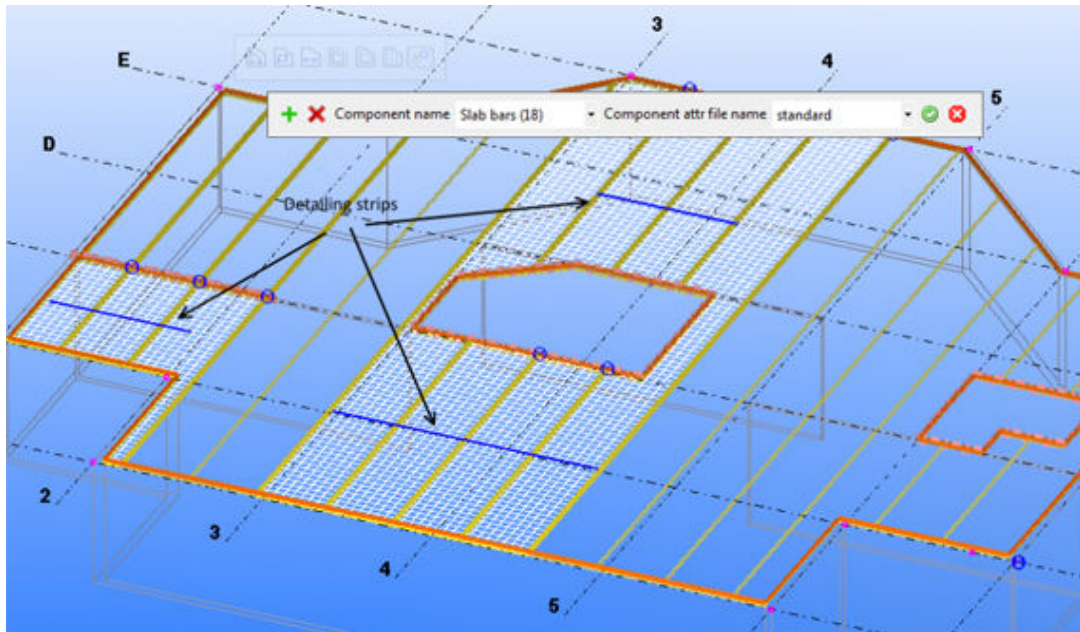 3
E
4
5
Component name Slab bars (18) Component attr file name standard
D
Detailing strips
2
3
4
5